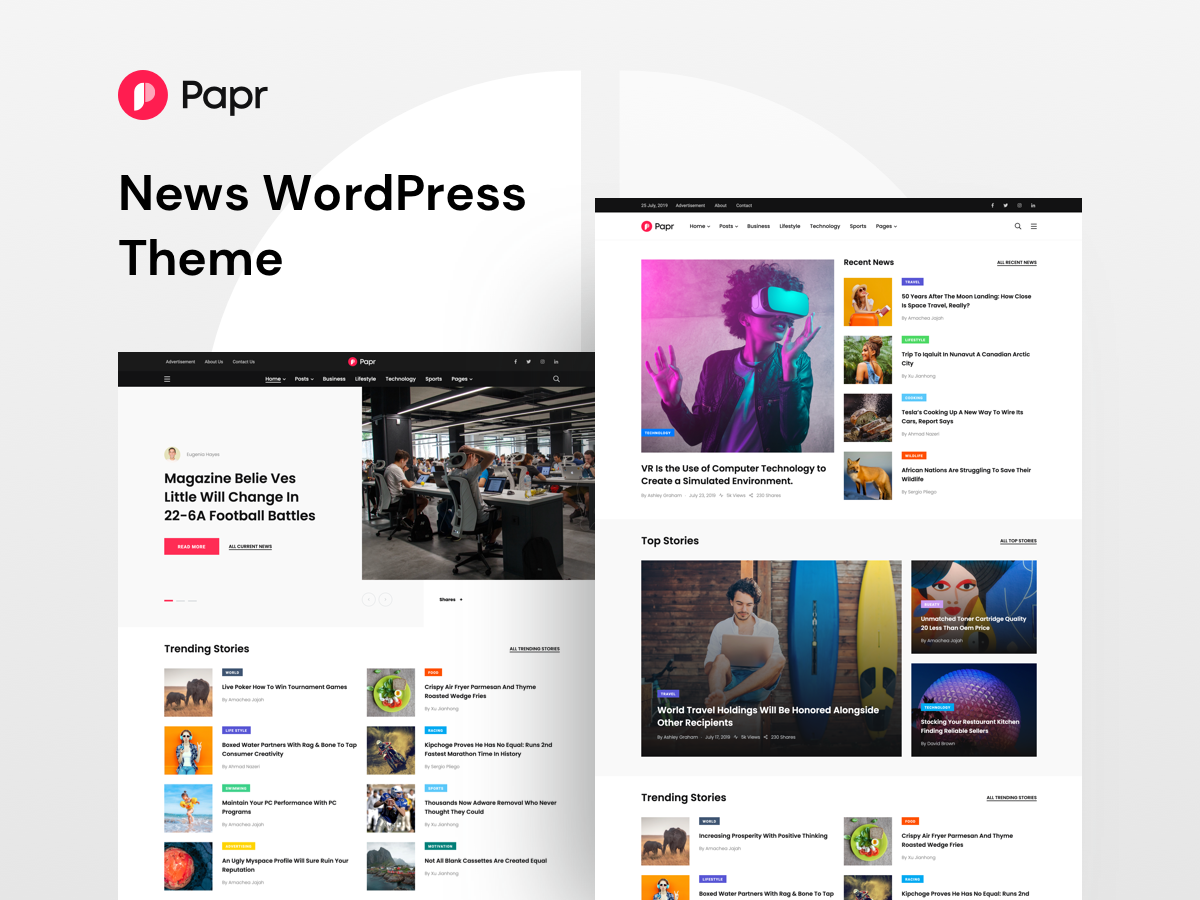 Papr
News WordPress
Theme
Advertisement About Us Contact Us
Papr
Home Posts Business Lifestyle Technology Sports Pages
Eugenio Hayes
Magazine Belie Ves
Little Will Change In
22-6A Football Battles
READ MORE ALL CURRENT NEWS
Shares +
Trending Stories
ALL TRENDING STORIES
WORLD
Live Poker How To Win Tournament Games
By Amachea Jajah
FOOD
Crispy Air Fryer Parmesan And Thyme
Roasted Wedge Fries
By Xu Jianhong
LIFE STYLE
Boxed Water Partners With Rag & Bone To Tap
Consumer Creativity
By Ahmad Nazeri
RACING
Kipchoge Proves He Has No Equal: Runs 2nd
Fastest Marathon Time In History
By Sergio Pliego
SWIMMING
Maintain Your PC Performance With PC
Programs
By Amachea Jajah
SPORTS
Thousands Now Adware Removal Who Never
Thought They Could
By Xu Jianhong
ADVENTURES
An Ugly Myspace Profile Will Sure Ruin Your
Reputation
By Amachea Jajah
MOTIVATION
Not All Blank Cassettes Are Created Equal
By Xu Jianhong
25 July, 2019 Advertisement About Contact
Papr Home Posts Business Lifestyle Technology Sports Pages
TECHNOLOGY
VR Is the Use of Computer Technology to
Create a Simulated Environment.
By Ashley Graham July 23, 2019 5k Views 230 Shares
Recent News
ALL RECENT NEWS
TRAVEL
50 Years After The Moon Landing: How Close
Is Space Travel, Really?
By Amachea Jajah
LIFESTYLE
Trip To Iqaluit In Nunavut A Canadian Arctic
City
By Xu Jianhong
COOKING
Tesla's Cooking Up A New Way To Wire Its
Cars, Report Says
By Ahmad Nazeri
WILDLIFE
African Nations Are Struggling To Save Their
Wildlife
By Sergio Pliego
Top Stories
ALL TOP STORIES
TRAVEL
World Travel Holdings Will Be Honored Alongside
Other Recipients
By Ashley Graham July 17, 2019 5k Views 230 Shares
BEAUTY
Unmatched Toner Cartridge Quality
20 Less Than Oem Price
By Amachea Jajah
TECHNOLOGY
Stocking Your Restaurant Kitchen
Finding Reliable Sellers
By David Brown
Trending Stories
ALL TRENDING STORIES
WORLD
Increasing Prosperity With Positive Thinking
By Amachea Jajah
FOOD
Crispy Air Fryer Parmesan And Thyme
Roasted Wedge Fries
By Xu Jianhong
LIFESTYLE
Boxed Water Partners With Rag & Bone To Tap
RACING
Kipchoge Proves He Has No Equal: Runs 2nd